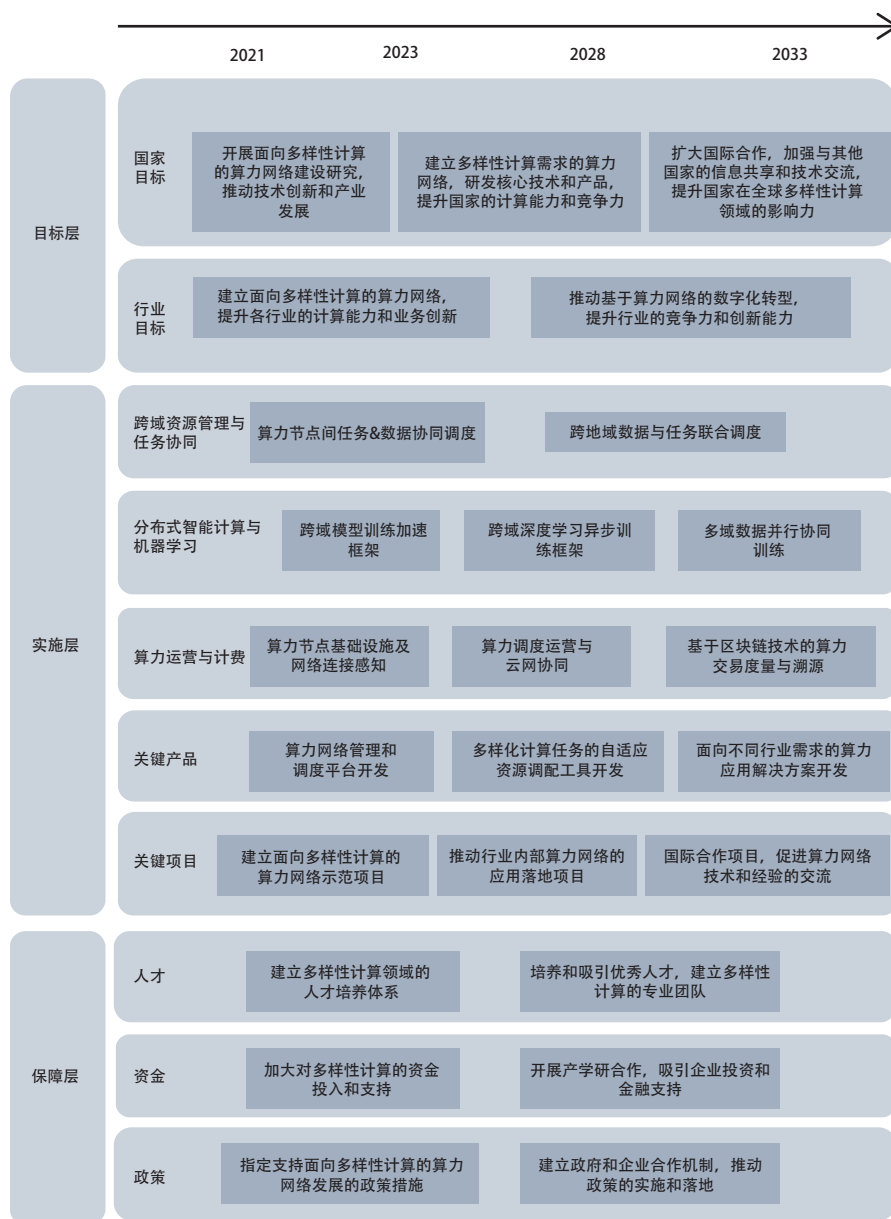 2021
2023
2028
2033
目标层
国家
目标
开展面向多样性计算
的算力网络建设研究，
推动技术创新和产业
发展
建立多样性计算需求的算力
网络，研发核心技术和产品，
提升国家的计算能力和竞争力
扩大国际合作，加强与其他
国家的信息共享和技术交流，
提升国家在全球多样性计算
领域的影响力
行业
目标
建立面向多样性计算的算力网络，
提升各行业的计算能力和业务创新
推动基于算力网络的数字化转型，
提升行业的竞争力和创新能力
实施层
跨域资源管理与
任务协同
算力节点间任务&数据协同调度
跨地域数据与任务联合调度
分布式智能计算与
机器学习
跨域模型训练加速
框架
跨域深度学习异步训
练框架
多域数据并行协同
训练
算力运营与计费
算力节点基础设施及
网络连接感知
算力调度运营与
云网协同
基于区块链技术的算力
交易度量与溯源
关键产品
算力网络管理和
调度平台开发
多样化计算任务的自适应
资源调配工具开发
面向不同行业需求的算力
应用解决方案开发
关键项目
建立面向多样性计算的
算力网络示范项目
推动行业内部算力网络的
应用落地项目
国际合作项目，促进算力网络
技术和经验的交流
保障层
人才
建立多样性计算领域的
人才培养体系
培养和吸引优秀人才，建立多样性
计算的专业团队
资金
加大对多样性计算的资金
投入和支持
开展产学研合作，吸引企业投资和
金融支持
政策
指定支持面向多样性计算的算力
网络发展的政策措施
建立政府和企业合作机制，推动
政策的实施和落地